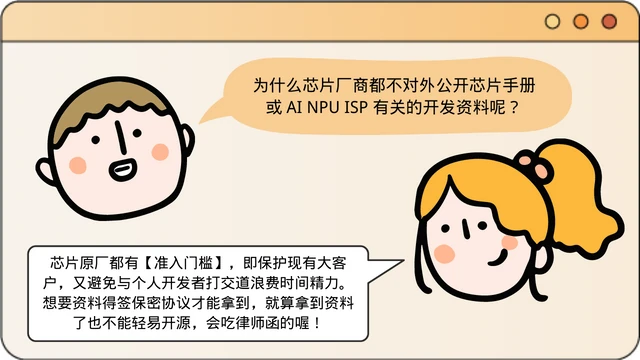 为什么芯片厂商都不对外公开芯片手册
或 AI NPU ISP 有关的开发资料呢？
芯片原厂都有【准入门槛】，即保护现有大客
户，又避免与个人开发者打交道浪费时间精力。
想要资料得签保密协议才能拿到，就算拿到资料
了也不能轻易开源，会吃律师函的喔！